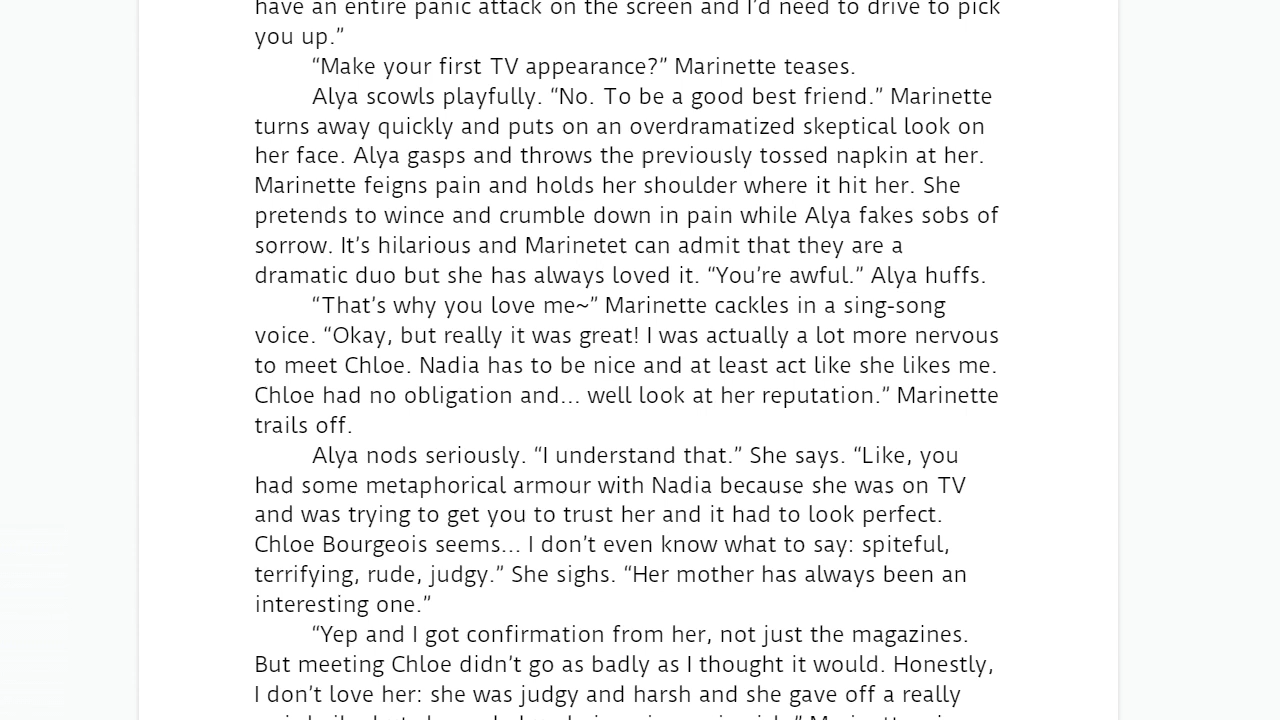 have an entire panic attack on the screen and I’d need to drive to pick
you up.”
“Make your first TV appearance?” Marinette teases.
Alya scowls playfully. “No. To be a good best friend.” Marinette
turns away quickly and puts on an overdramatized skeptical look on
her face. Alya gasps and throws the previously tossed napkin at her.
Marinette feigns pain and holds her shoulder where it hit her. She
pretends to wince and crumble down in pain while Alya fakes sobs of
sorrow. It’s hilarious and Marinetet can admit that they are a
dramatic duo but she has always loved it. “You’re awful.” Alya huffs.
“That’s why you love me~” Marinette cackles in a sing-song
voice. “Okay, but really it was great! I was actually a lot more nervous
to meet Chloe. Nadia has to be nice and at least act like she likes me.
Chloe had no obligation and... well look at her reputation.” Marinette
trails off.
Alya nods seriously. “I understand that.” She says. “Like, you
had some metaphorical armour with Nadia because she was on TV
and was trying to get you to trust her and it had to look perfect.
Chloe Bourgeois seems... I don’t even know what to say: spiteful,
terrifying, rude, judgy.” She sighs. “Her mother has always been an
interesting one.”
“Yep and I got confirmation from her, not just the magazines.
But meeting Chloe didn’t go as badly as I thought it would. Honestly,
I don’t love her: she was judgy and harsh and she gave off a really